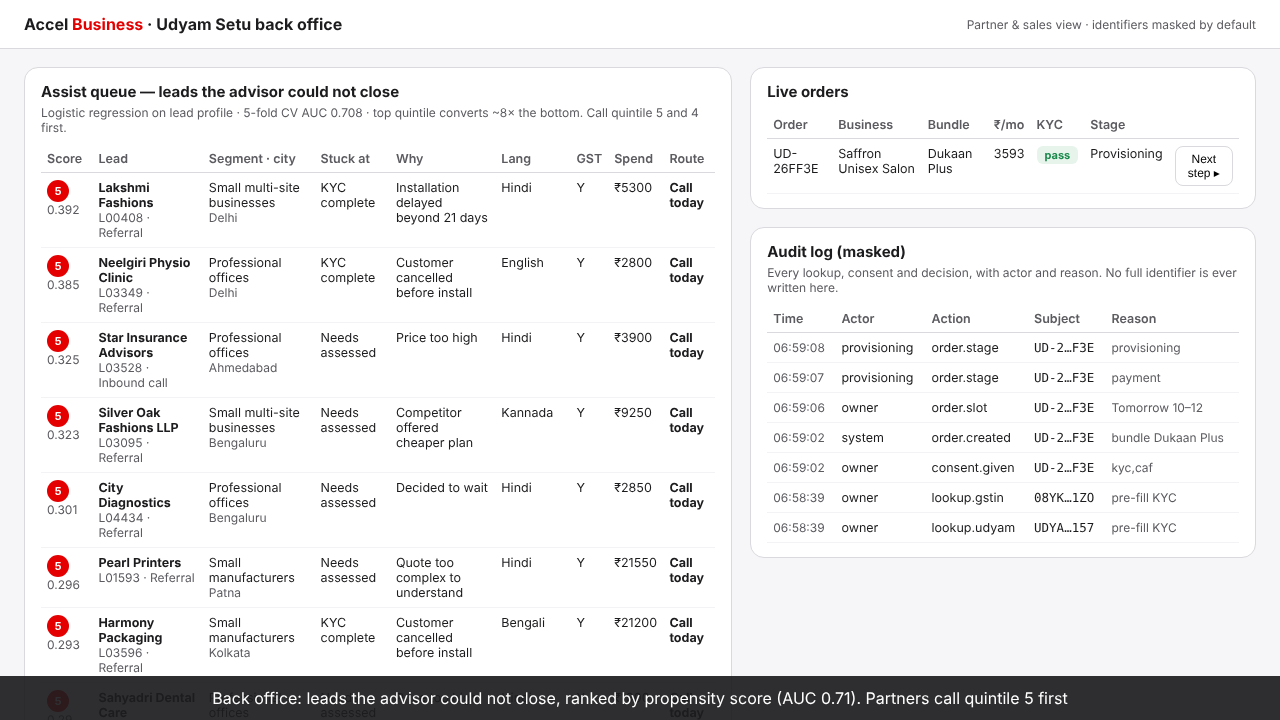 Accel Business · Udyam Setu back office
Partner & sales view · identifiers masked by default
Assist queue — leads the advisor could not close
Logistic regression on lead profile · 5-fold CV AUC 0.708 · top quintile converts ~8× the bottom. Call quintile 5 and 4
first.
Score Lead Segment · city Stuck at Why Lang GST Spend Route
5 Lakshmi Small multi-site KYC Installation Hindi Y ₹5300 Call
0.392 Fashions businesses complete delayed today
L00408 · Delhi beyond 21 days
Referral
5 Neelgiri Physio Professional KYC Customer English Y ₹2800 Call
0.385 Clinic offices complete cancelled today
L03349 · Delhi before install
Referral
5 Star Insurance Professional Needs Price too high Hindi Y ₹3900 Call
0.325 Advisors offices assessed today
L03528 · Ahmedabad
Inbound call
5 Silver Oak Small multi-site Needs Competitor Kannada Y ₹9250 Call
0.323 Fashions LLP businesses assessed offered today
L03095 · Bengaluru cheaper plan
Referral
5 City Professional Needs Decided to wait Hindi Y ₹2850 Call
0.301 Diagnostics offices assessed today
L04434 · Bengaluru
Referral
5 Pearl Printers Small Needs Quote too Hindi Y ₹21550 Call
0.296 L01593 · Referral manufacturers assessed complex to today
Patna understand
5 Harmony Small KYC Customer Bengali Y ₹21200 Call
0.293 Packaging manufacturers complete cancelled today
L03596 · Kolkata before install
Referral
5 Sahyadri Dental
Care offices assessed today
Live orders
Order Business Bundle ₹/mo KYC Stage
UD- Saffron Dukaan 3593 pass Provisioning Next
26FF3E Unisex Salon Plus step ▸
Audit log (masked)
Every lookup, consent and decision, with actor and reason. No full identifier is ever
written here.
Time Actor Action Subject Reason
06:59:08 provisioning order.stage UD-2…F3E provisioning
06:59:07 provisioning order.stage UD-2…F3E payment
06:59:06 owner order.slot UD-2…F3E Tomorrow 10–12
06:59:02 system order.created UD-2…F3E bundle Dukaan Plus
06:59:02 owner consent.given UD-2…F3E kyc,caf
06:58:39 owner lookup.gstin 08YK…1ZO pre-fill KYC
06:58:39 owner lookup.udyam UDYA…157 pre-fill KYC
Back office: leads the advisor could not close, ranked by propensity score (AUC 0.71). Partners call quintile 5 first